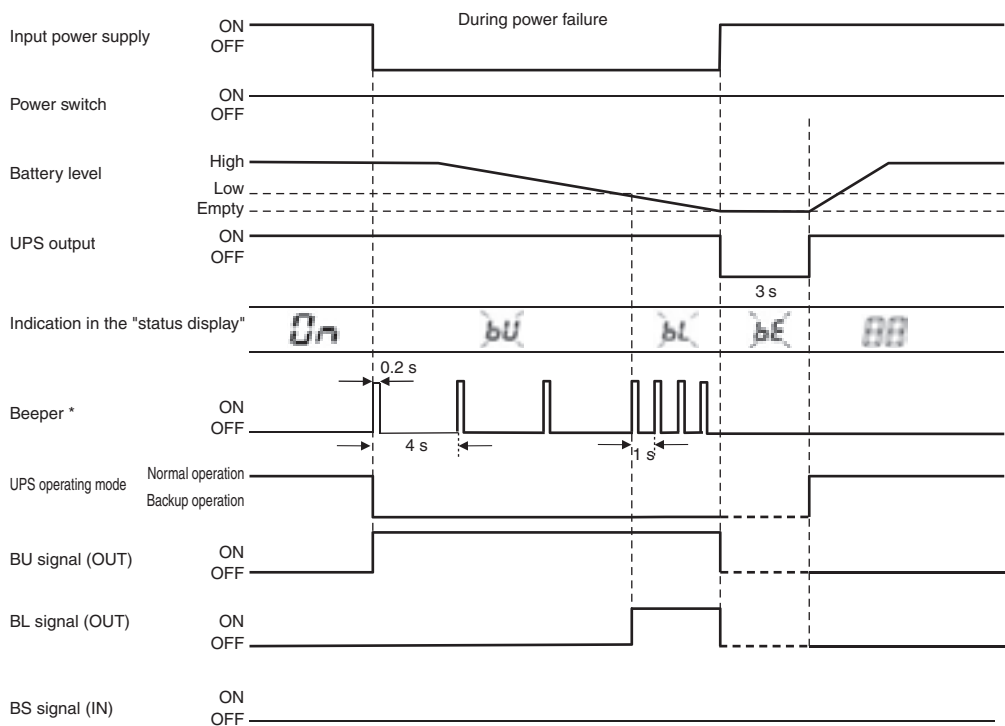 During power failure
Input power supply
ON
OFF
Power switch
ON
OFF
Battery level
High
Low
Empty
UPS output
ON
OFF
3 s
Indication in the "status display"
On
bU
bL
bE
88
0.2 s
Beeper *
ON
OFF
4 s
1 s
UPS operating mode
Normal operation
Backup operation
BU signal (OUT)
ON
OFF
BL signal (OUT)
ON
OFF
BS signal (IN)
ON
OFF